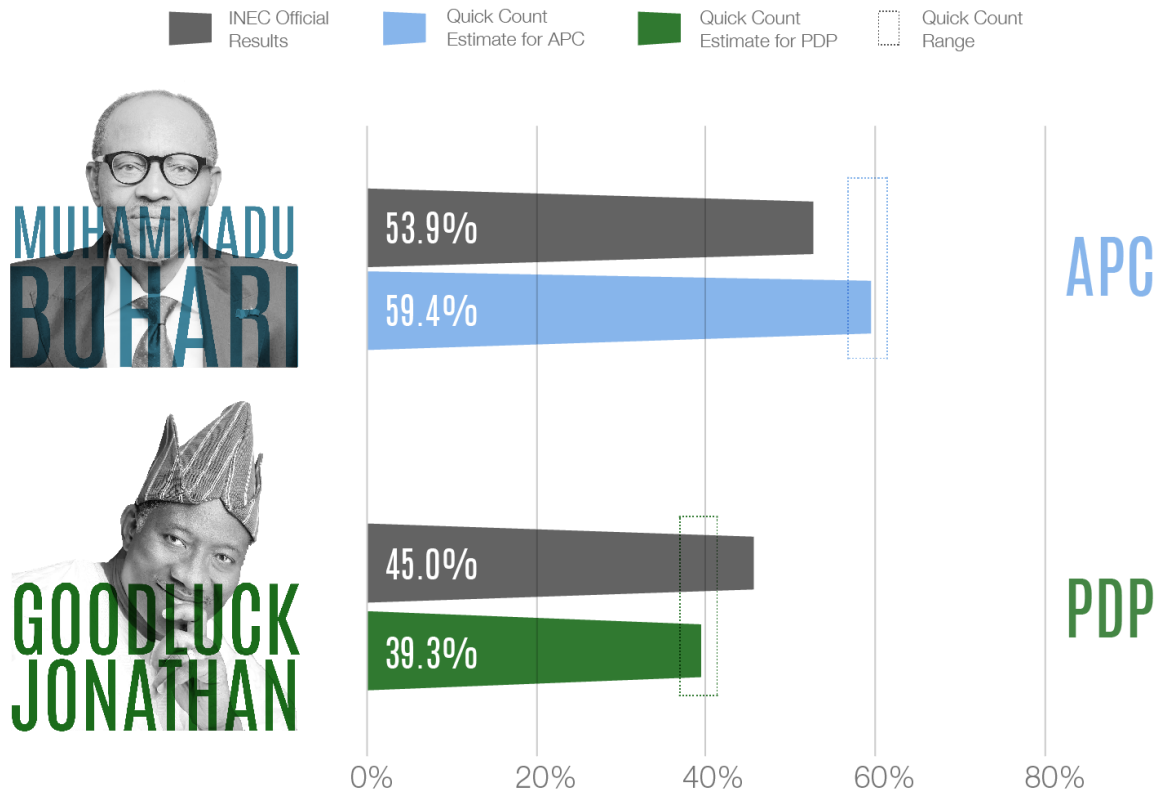 INEC Official
Results
Quick Count
Estimate for APC
Quick Count
Estimate for PDP
Quick Count
Range
MUHAMMADU
BUHARI
53.9%
59.4%
APC
GOODLUCK
JONATHAN
45.0%
39.3%
PDP
0%
20%
40%
60%
80%